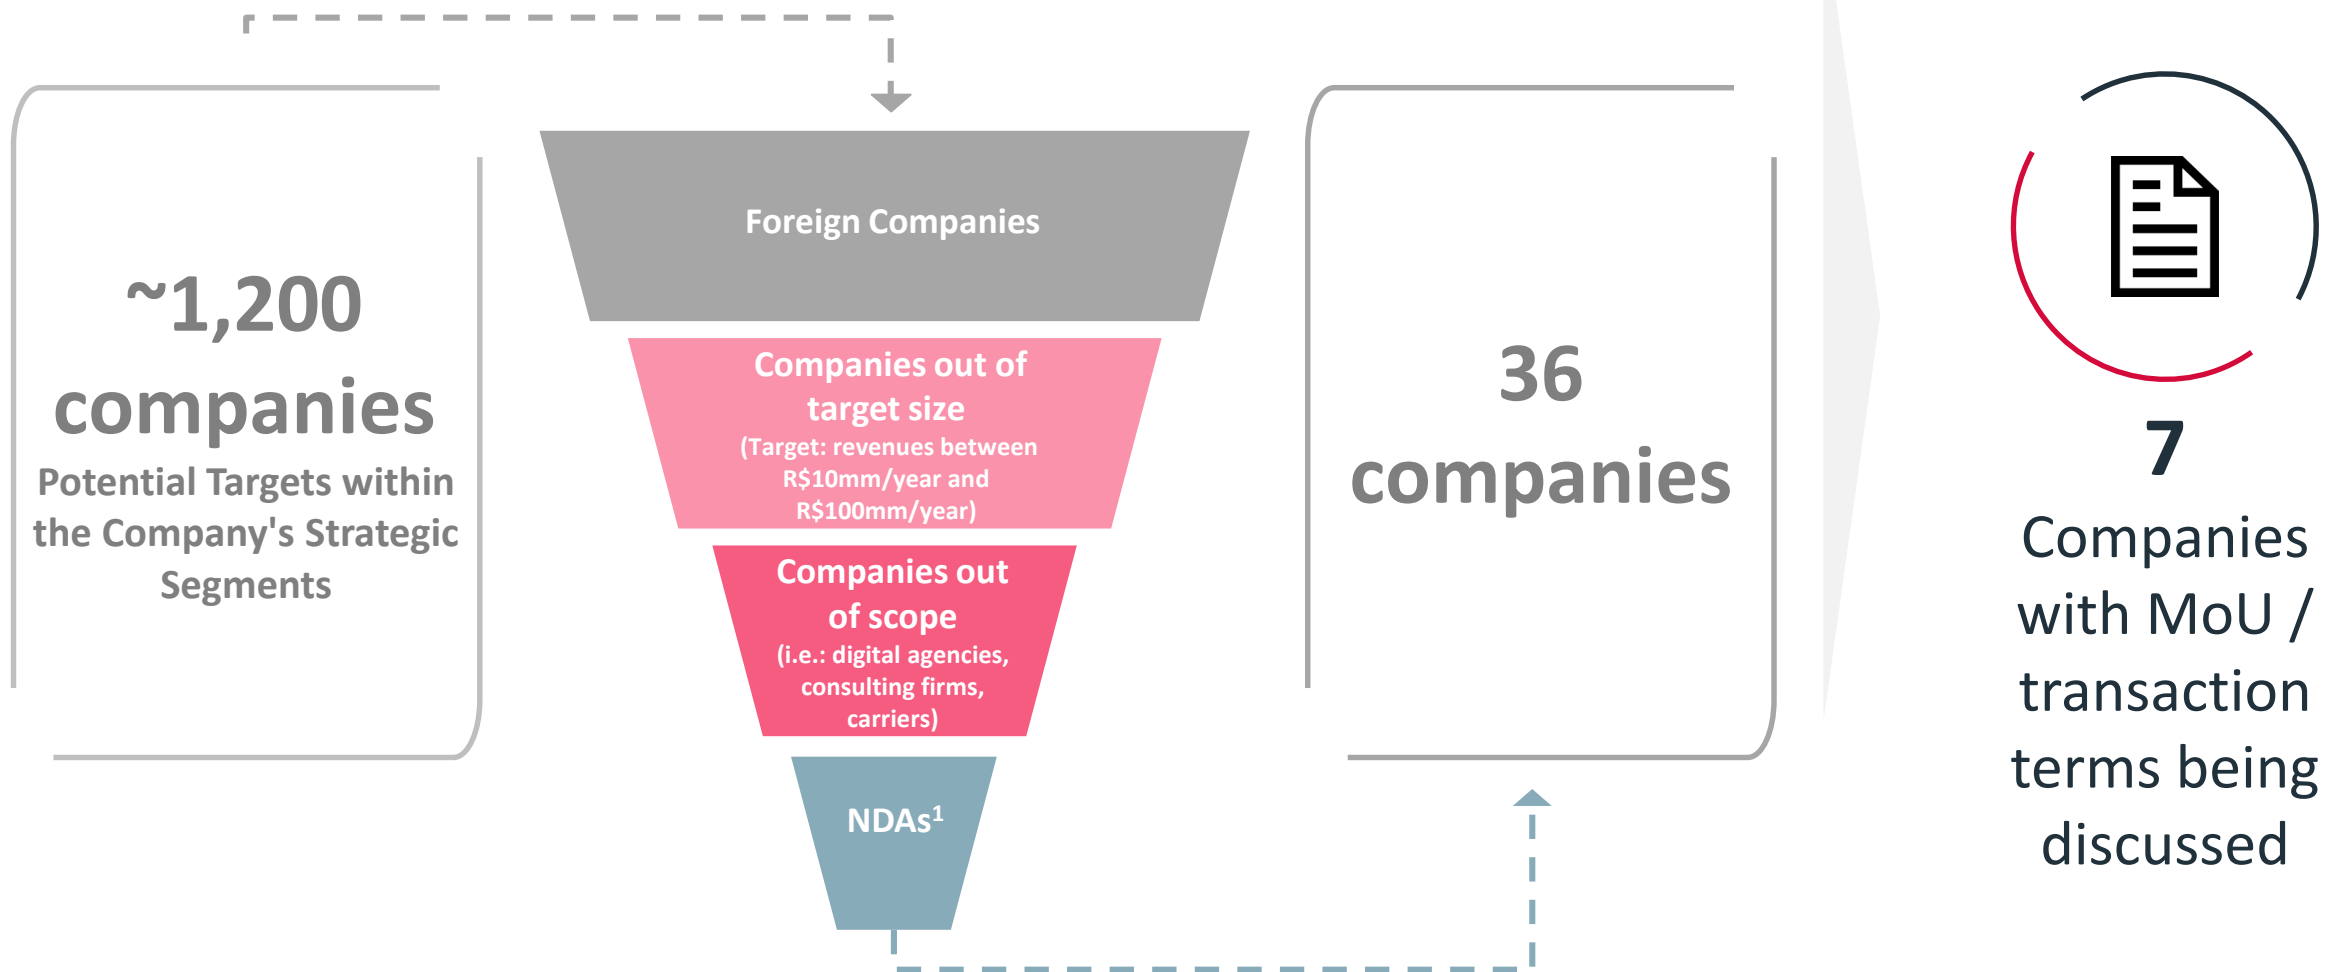 ~1,200
companies
Potential Targets within
the Company's Strategic
Segments
Foreign Companies
Companies out of
target size
(Target: revenues between
R$10mm/year and
R$100mm/year)
Companies out
of scope
(i.e.: digital agencies,
consulting firms,
carriers)
NDAs¹
36
companies
7
Companies
with MoU /
transaction
terms being
discussed